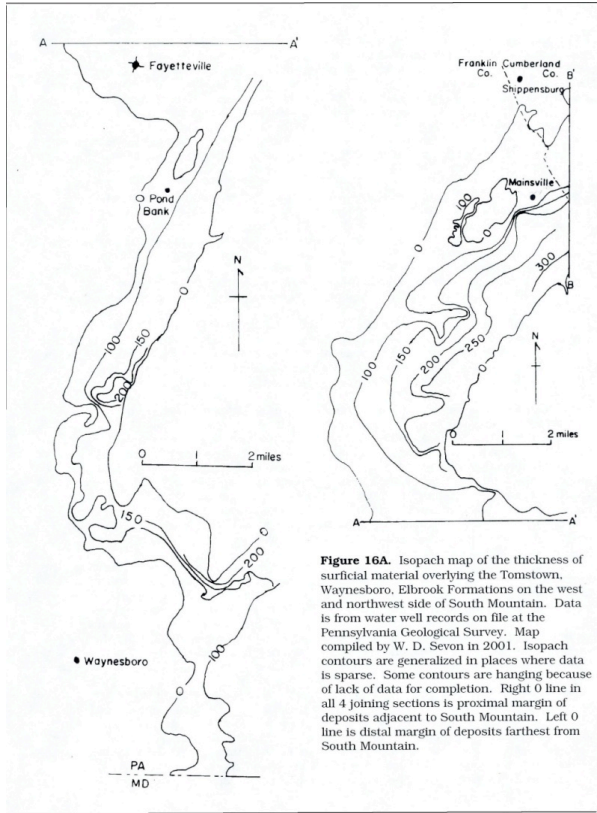 A
A'
Fayetteville
0
Pond
Bank
N
0
100
150
200
0
1
2 miles
150
0
200
Waynesboro
100
0
PA
MD
Franklin
Co.
Cumberland
Co.
B'
Shippensburg
Mainsville
100
0
0
300
B
N
100
150
200
250
0
0
1
2 miles
A
A'
Figure 16A. Isopach map of the thickness of
surficial material overlying the Tomstown,
Waynesboro, Elbrook Formations on the west
and northwest side of South Mountain. Data
is from water well records on file at the
Pennsylvania Geological Survey. Map
compiled by W. D. Sevon in 2001. Isopach
contours are generalized in places where data
is sparse. Some contours are hanging because
of lack of data for completion. Right 0 line in
all 4 joining sections is proximal margin of
deposits adjacent to South Mountain. Left 0
line is distal margin of deposits farthest from
South Mountain.